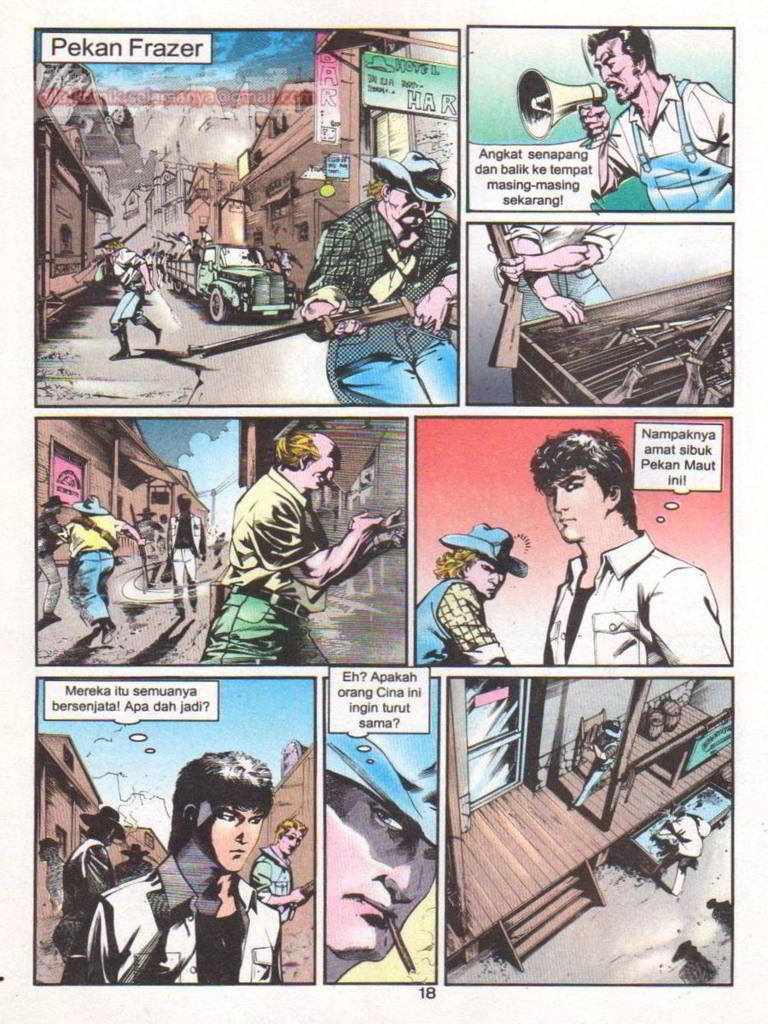 Pekan Frazer
HOTEL
BAR
HAR
Angkat senapang
dan balik ke tempat
masing-masing
sekarang!
Nampaknya
amat sibuk
Pekan Maut
ini!
Mereka itu semuanya
bersenjata! Apa dah jadi?
Eh? Apakah
orang Cina ini
ingin turut
sama?
18